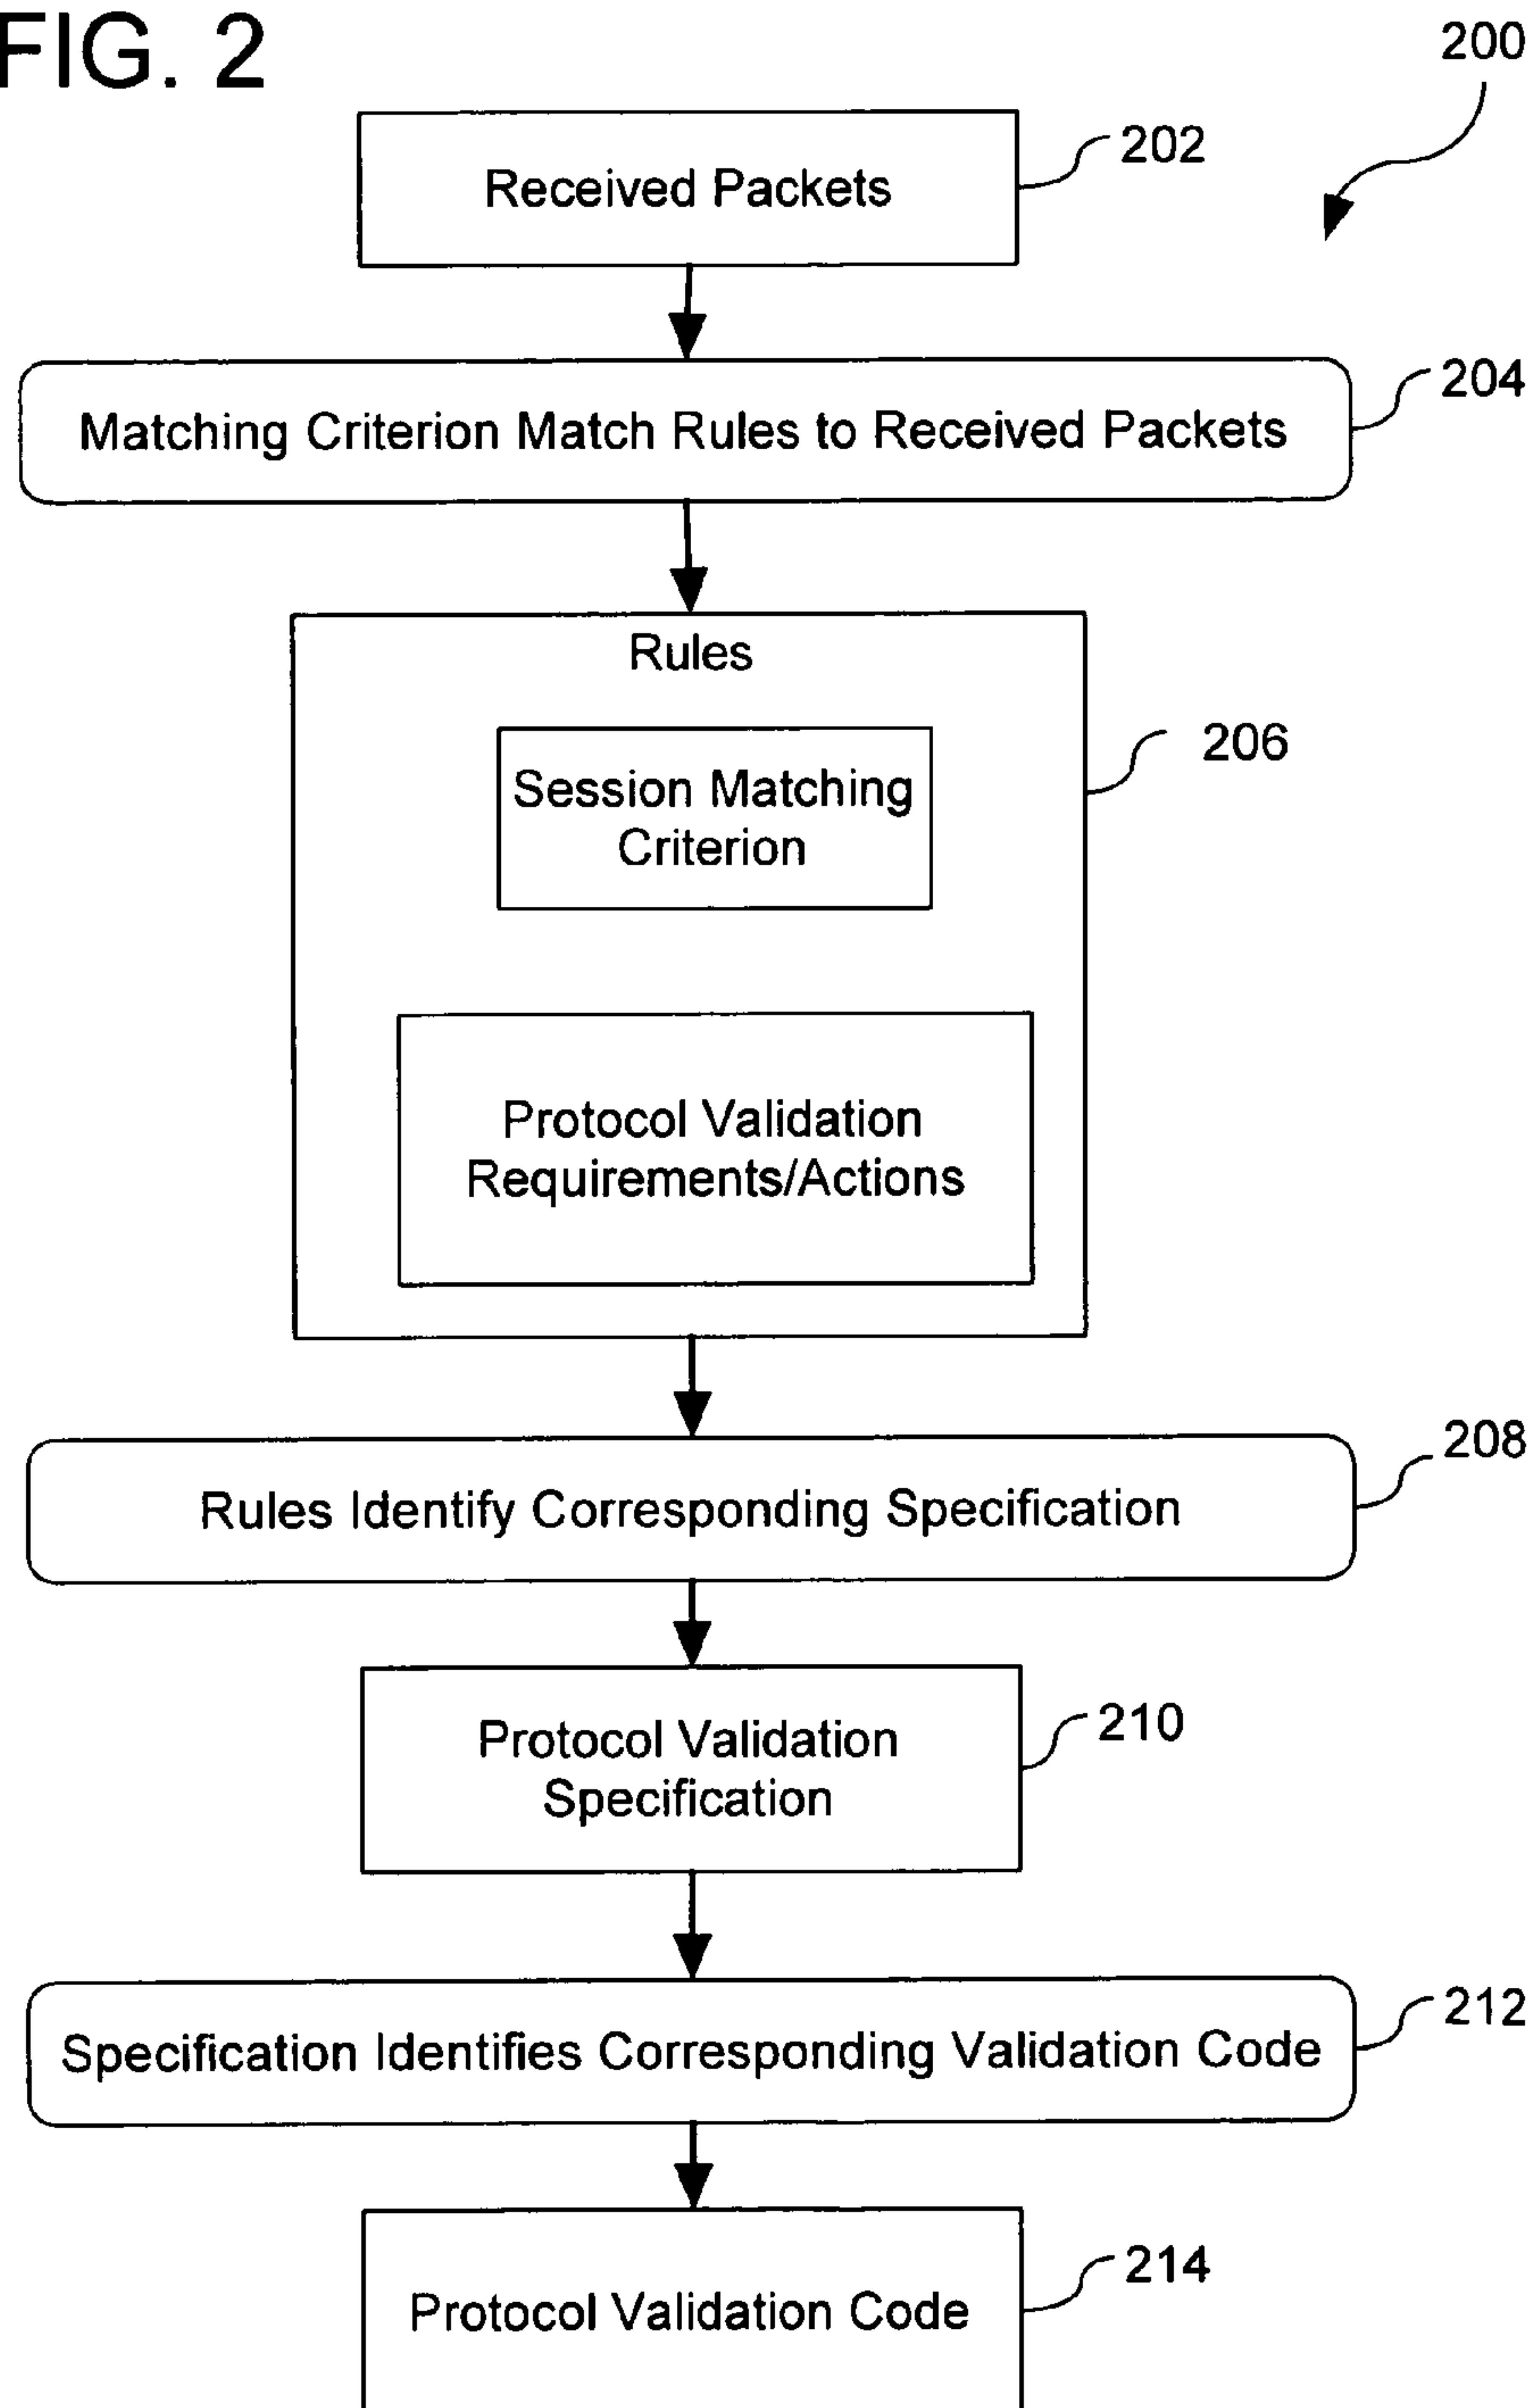 FIG. 2
200
Received Packets
202
Matching Criterion Match Rules to Received Packets
204
Rules
Session Matching
Criterion
206
Protocol Validation
Requirements/Actions
Rules Identify Corresponding Specification
208
Protocol Validation
Specification
210
Specification Identifies Corresponding Validation Code
212
Protocol Validation Code
214